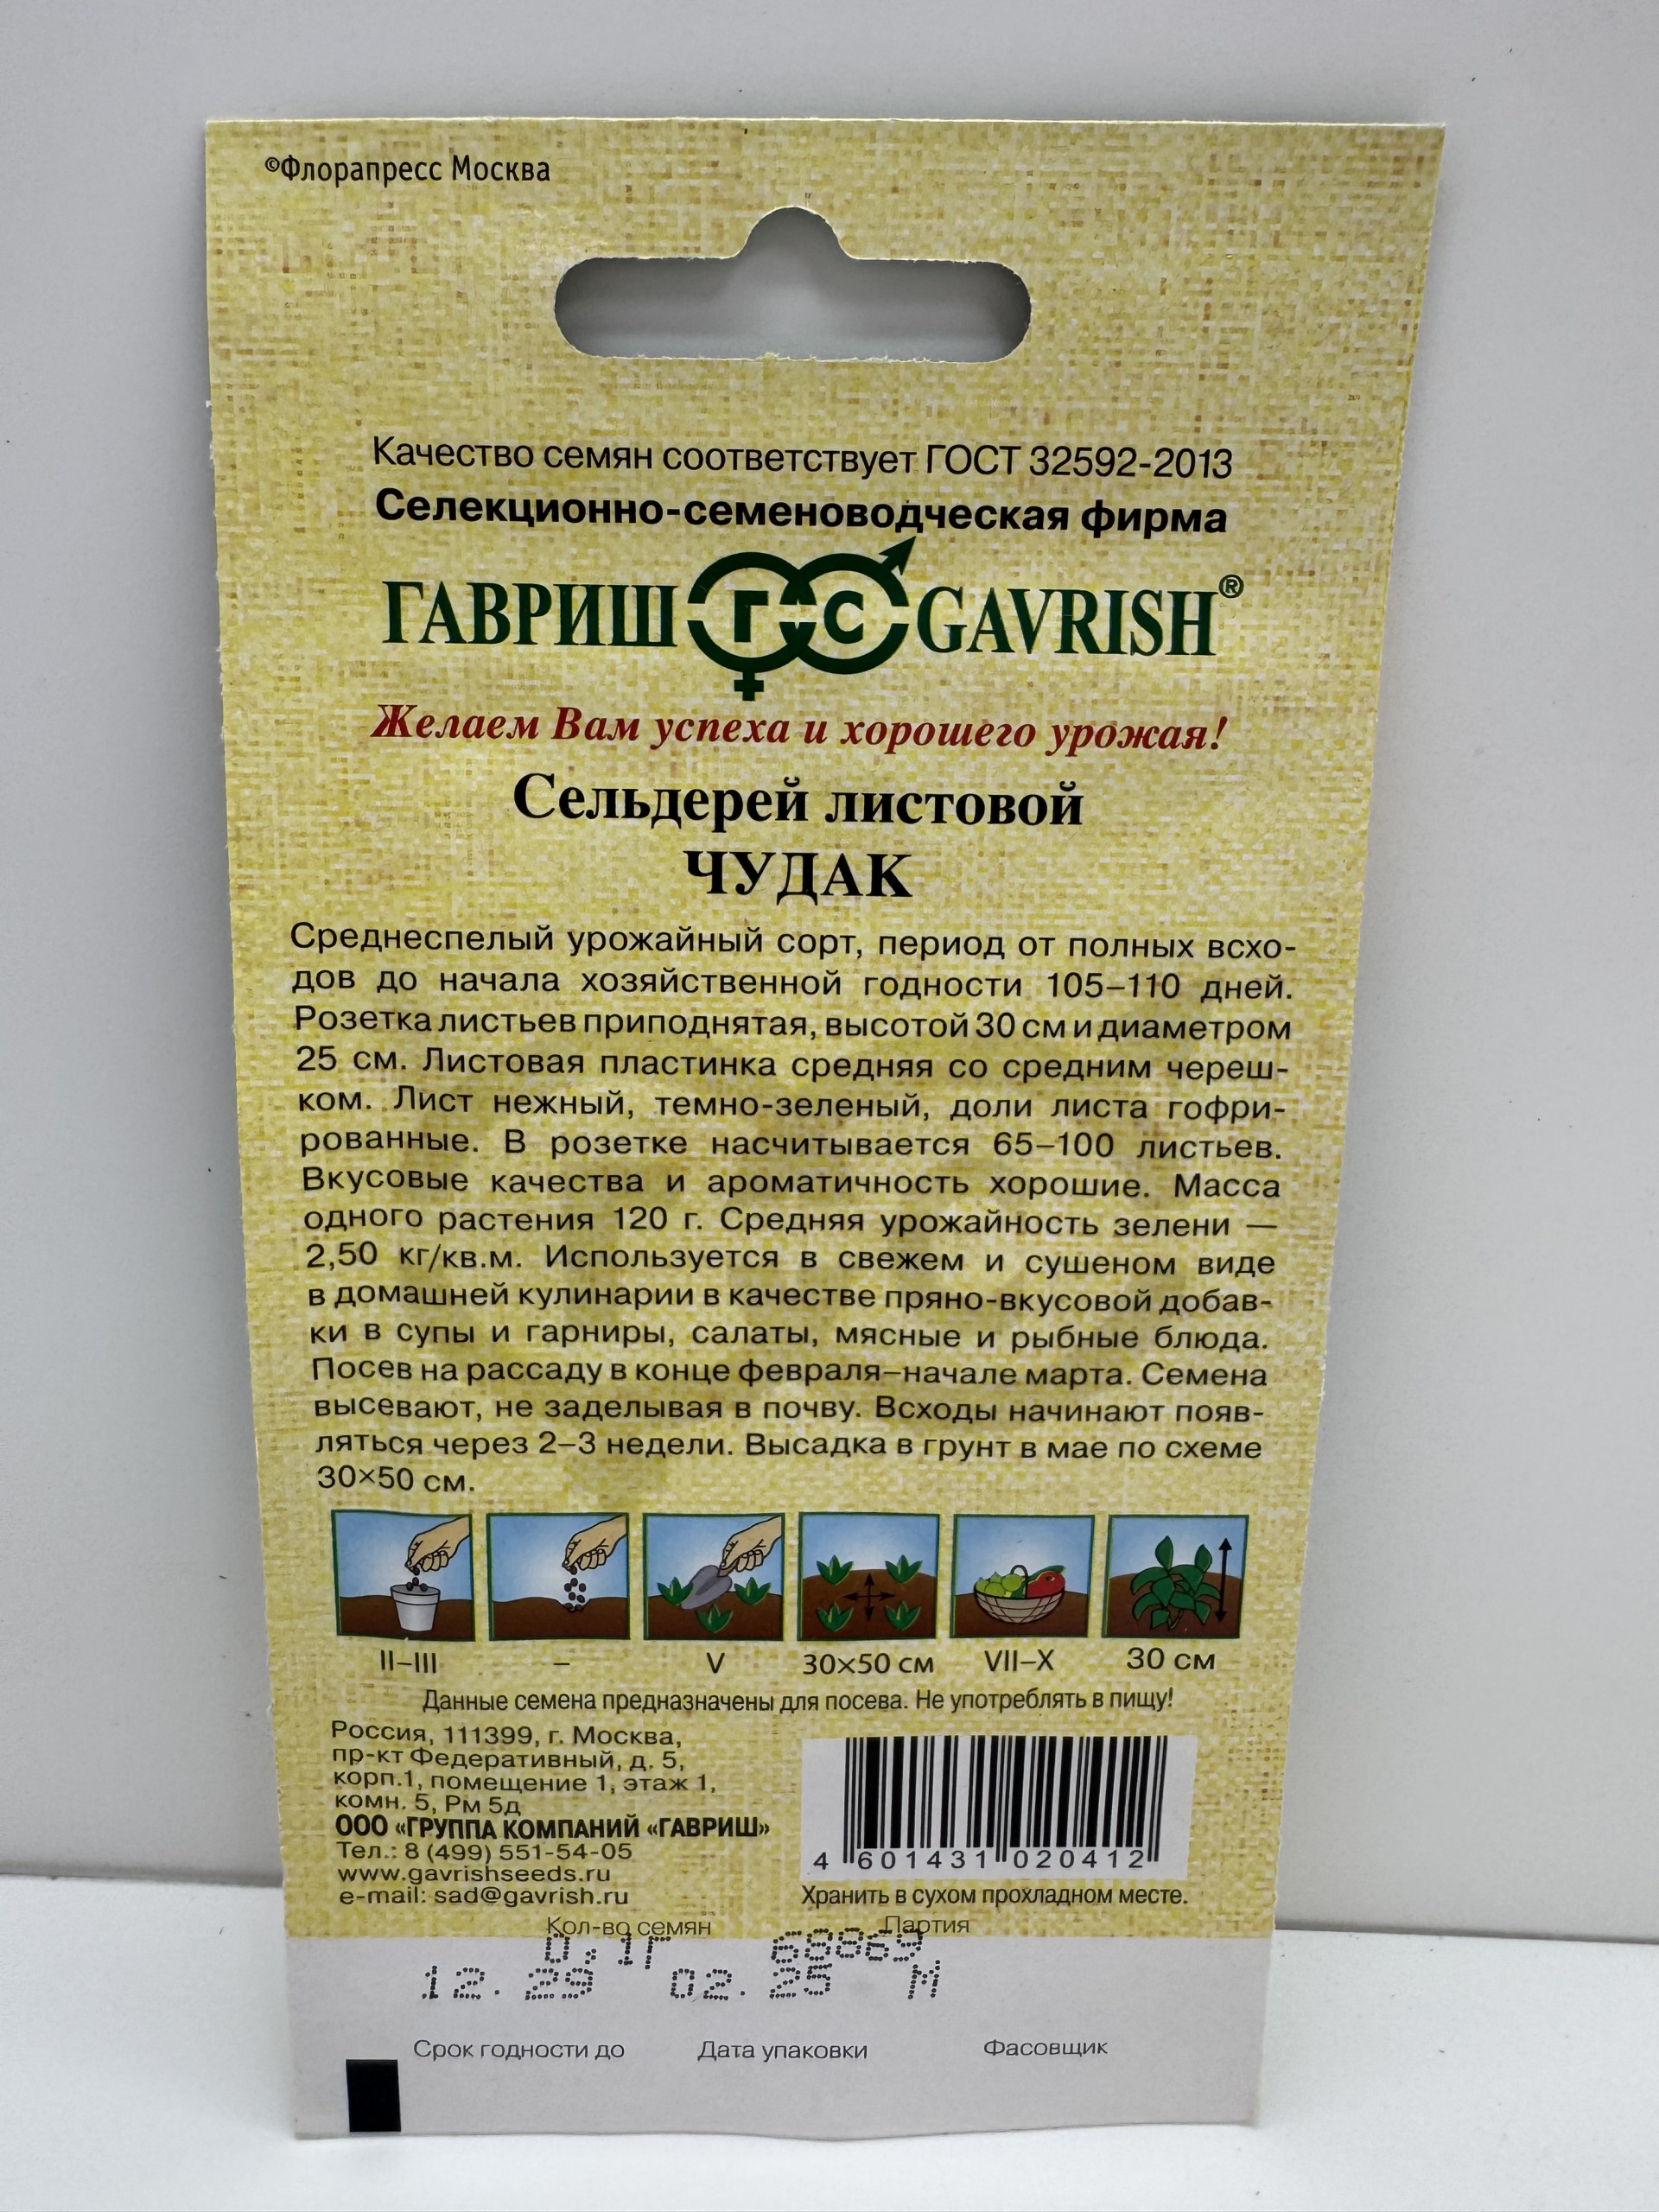 ©Флорапресс Москва
Качество семян соответствует ГОСТ 32592-2013
Селекционно-семеноводческая фирма
ГАВРИШ ГС GAVRISH®
Желаем Вам успеха и хорошего урожая!
Сельдерей листовой
ЧУДАК
Среднеспелый урожайный сорт, период от полных всхо-
дов до начала хозяйственной годности 105–110 дней.
Розетка листьев приподнятая, высотой 30 см и диаметром
25 см. Листовая пластинка средняя со средним череш-
ком. Лист нежный, темно-зеленый, доли листа гофри-
рованные. В розетке насчитывается 65–100 листьев.
Вкусовые качества и ароматичность хорошие. Масса
одного растения 120 г. Средняя урожайность зелени —
2,50 кг/кв.м. Используется в свежем и сушеном виде
в домашней кулинарии в качестве пряно-вкусовой добав-
ки в супы и гарниры, салаты, мясные и рыбные блюда.
Посев на рассаду в конце февраля–начале марта. Семена
высевают, не заделывая в почву. Всходы начинают появ-
ляться через 2–3 недели. Высадка в грунт в мае по схеме
30×50 см.
II–III – V 30×50 см VII–X 30 см
Данные семена предназначены для посева. Не употреблять в пищу!
Россия, 111399, г. Москва,
пр-кт Федеративный, д. 5,
корп.1, помещение 1, этаж 1,
комн. 5, Рм 5д
ООО «ГРУППА КОМПАНИЙ «ГАВРИШ»
Тел.: 8 (499) 551-54-05
www.gavrishseeds.ru
e-mail: sad@gavrish.ru
4 601431 020412
Хранить в сухом прохладном месте.
Кол-во семян Партия
0,1Г 68869
12.29 02.25 М
Срок годности до Дата упаковки Фасовщик